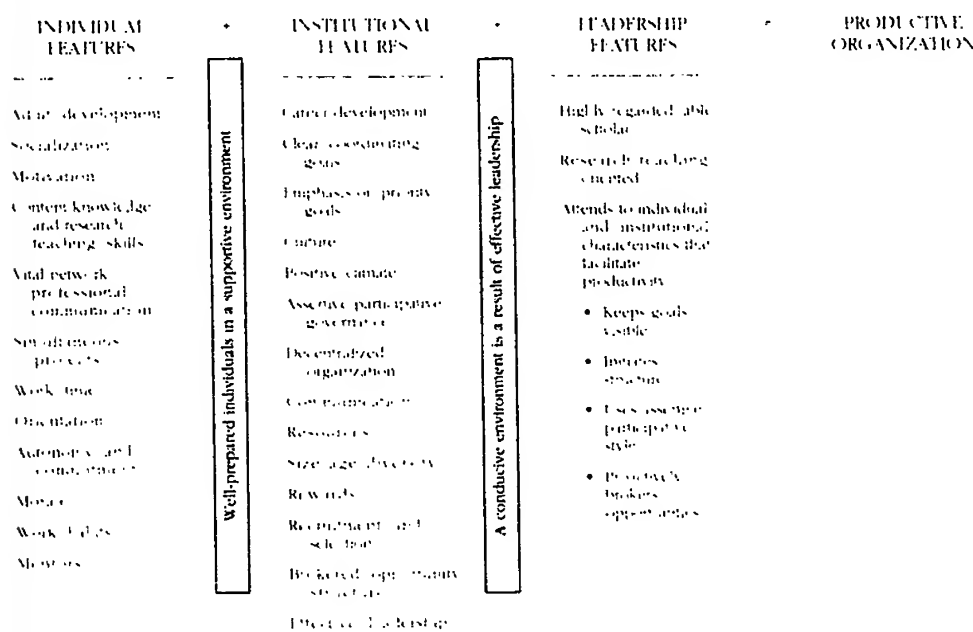 INDIVIDUAL
FEATURES
+
INSTITUTIONAL
FEATURES
+
LEADERSHIP
FEATURES
PRODUCTIVE
ORGANIZATION
Adult development
Socialization
Motivation
Content knowledge
and research
teaching skills
Vital network
professional
communication
Simultaneous
projects
Work time
Orientation
Autonomy and
commitment
Morale
Work habits
Mentors
Well-prepared individuals in a supportive environment
Career development
Clear coordinating
goals
Emphasis on priority
goals
Culture
Positive climate
Assertive participative
governance
Decentralized
organization
Communication
Resources
Size age diversity
Rewards
Recruitment and
selection
Brokered opportunity
structure
Effective leadership
A conducive environment is a result of effective leadership
Highly regarded able
scholar
Research teaching
oriented
Attends to individual
and institutional
characteristics that
facilitate
productivity
• Keeps goals
visible
•
structure
• Uses assertive
participative
style
• Proactively
brokers
opportunities